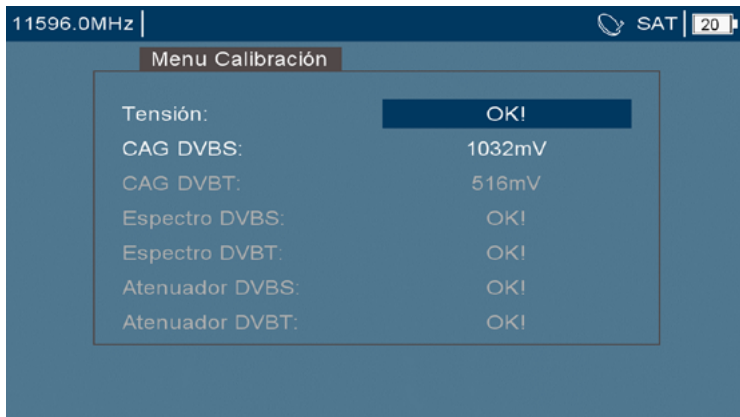 11596.0MHz SAT 20
Menu Calibración
Tensión: OK!
CAG DVBS: 1032mV
CAG DVBT: 516mV
Espectro DVBS: OK!
Espectro DVBT: OK!
Atenuador DVBS: OK!
Atenuador DVBT: OK!